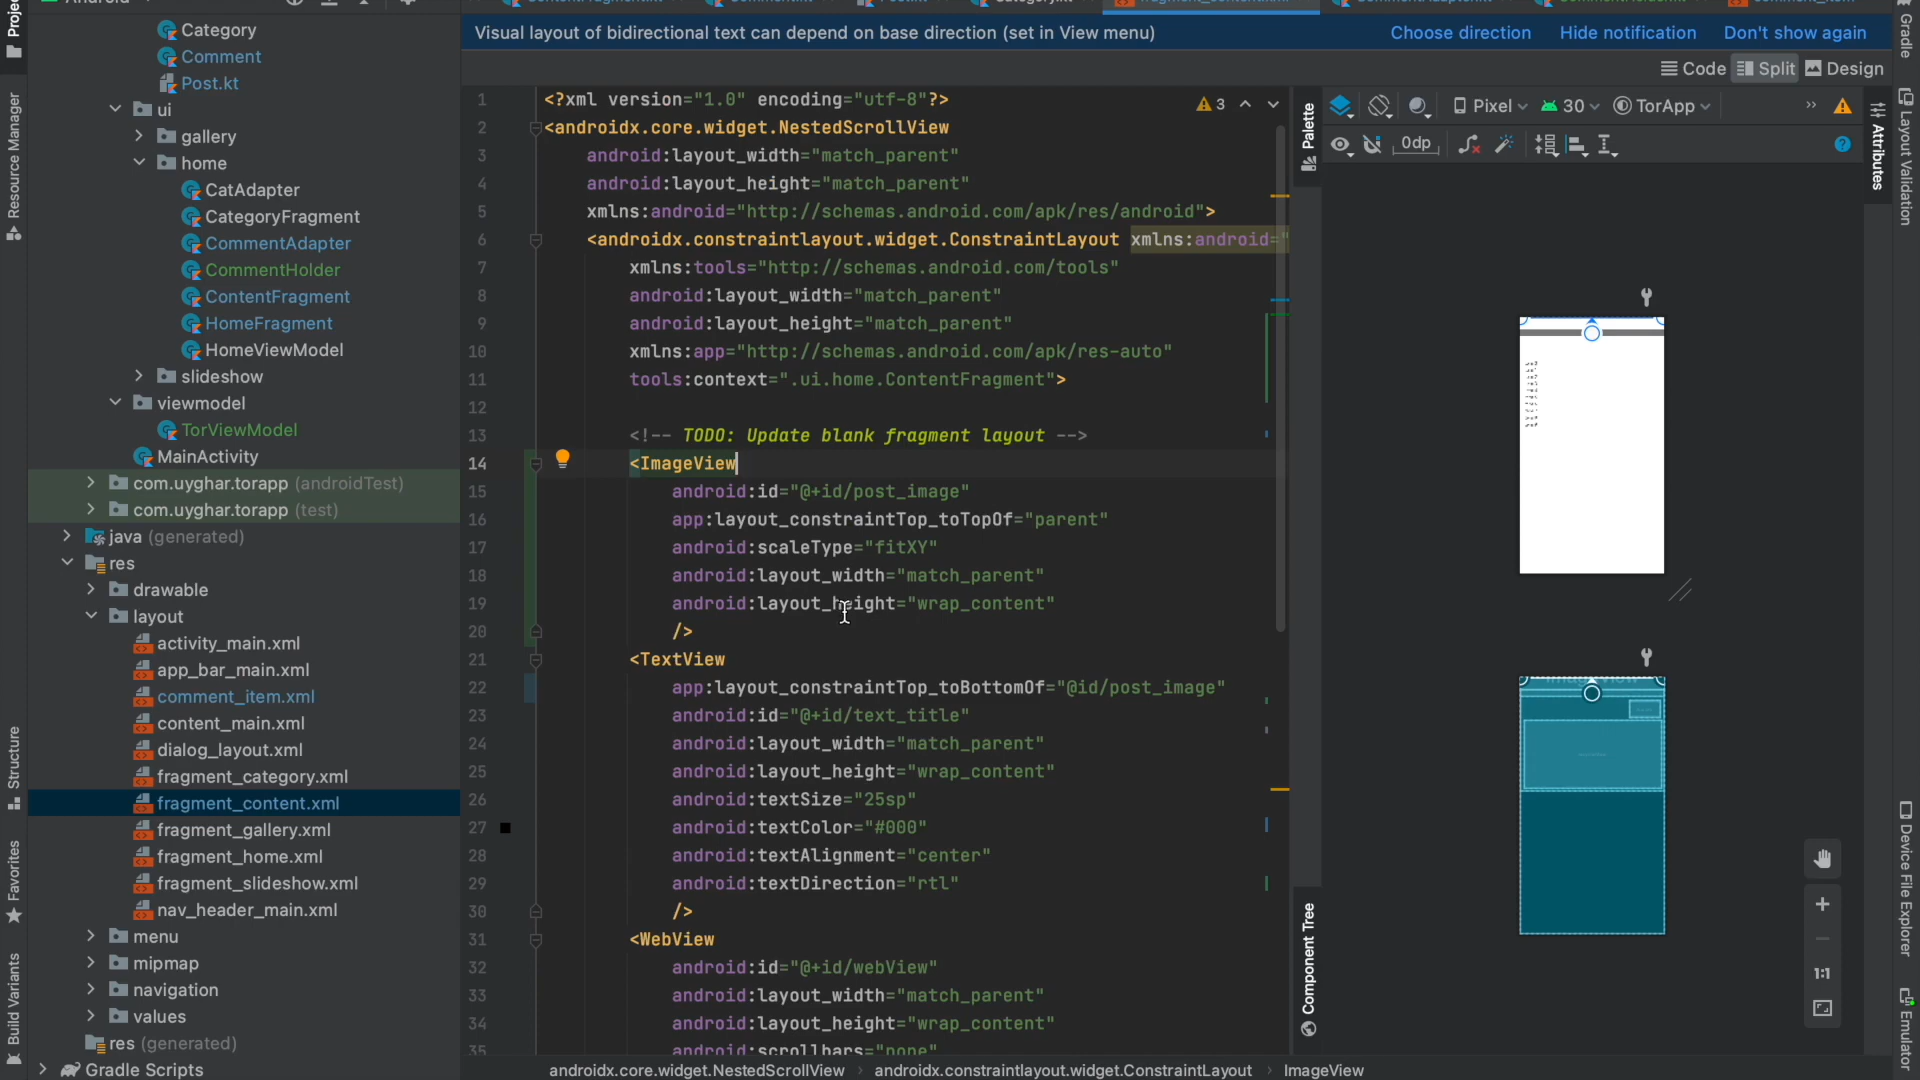 Project
Resource Manager
Structure
Favorites
Build Variants
Category
Comment
Post.kt
ui
gallery
home
CatAdapter
CategoryFragment
CommentAdapter
CommentHolder
ContentFragment
HomeFragment
HomeViewModel
slideshow
viewmodel
TorViewModel
MainActivity
com.uyghar.torapp (androidTest)
com.uyghar.torapp (test)
java (generated)
res
drawable
layout
activity_main.xml
app_bar_main.xml
comment_item.xml
content_main.xml
dialog_layout.xml
fragment_category.xml
fragment_content.xml
fragment_gallery.xml
fragment_home.xml
fragment_slideshow.xml
nav_header_main.xml
menu
mipmap
navigation
values
res (generated)
Gradle Scripts
Visual layout of bidirectional text can depend on base direction (set in View menu) Choose direction Hide notification Don't show again
Code Split Design
3
1 <?xml version="1.0" encoding="utf-8"?>
2 <androidx.core.widget.NestedScrollView
3 android:layout_width="match_parent"
4 android:layout_height="match_parent"
5 xmlns:android="http://schemas.android.com/apk/res/android">
6 <androidx.constraintlayout.widget.ConstraintLayout xmlns:android="
7 xmlns:tools="http://schemas.android.com/tools"
8 android:layout_width="match_parent"
9 android:layout_height="match_parent"
10 xmlns:app="http://schemas.android.com/apk/res-auto"
11 tools:context=".ui.home.ContentFragment">
12
13 <!-- TODO: Update blank fragment layout -->
14 <ImageView
15 android:id="@+id/post_image"
16 app:layout_constraintTop_toTopOf="parent"
17 android:scaleType="fitXY"
18 android:layout_width="match_parent"
19 android:layout_height="wrap_content"
20 />
21 <TextView
22 app:layout_constraintTop_toBottomOf="@id/post_image"
23 android:id="@+id/text_title"
24 android:layout_width="match_parent"
25 android:layout_height="wrap_content"
26 android:textSize="25sp"
27 android:textColor="#000"
28 android:textAlignment="center"
29 android:textDirection="rtl"
30 />
31 <WebView
32 android:id="@+id/webView"
33 android:layout_width="match_parent"
34 android:layout_height="wrap_content"
35 android:scrollbars="none"
androidx.core.widget.NestedScrollView › androidx.constraintlayout.widget.ConstraintLayout › ImageView
Palette
Component Tree
Pixel 30 TorApp
0dp
1:1
Attributes
Gradle
Layout Validation
Device File Explorer
Emulator